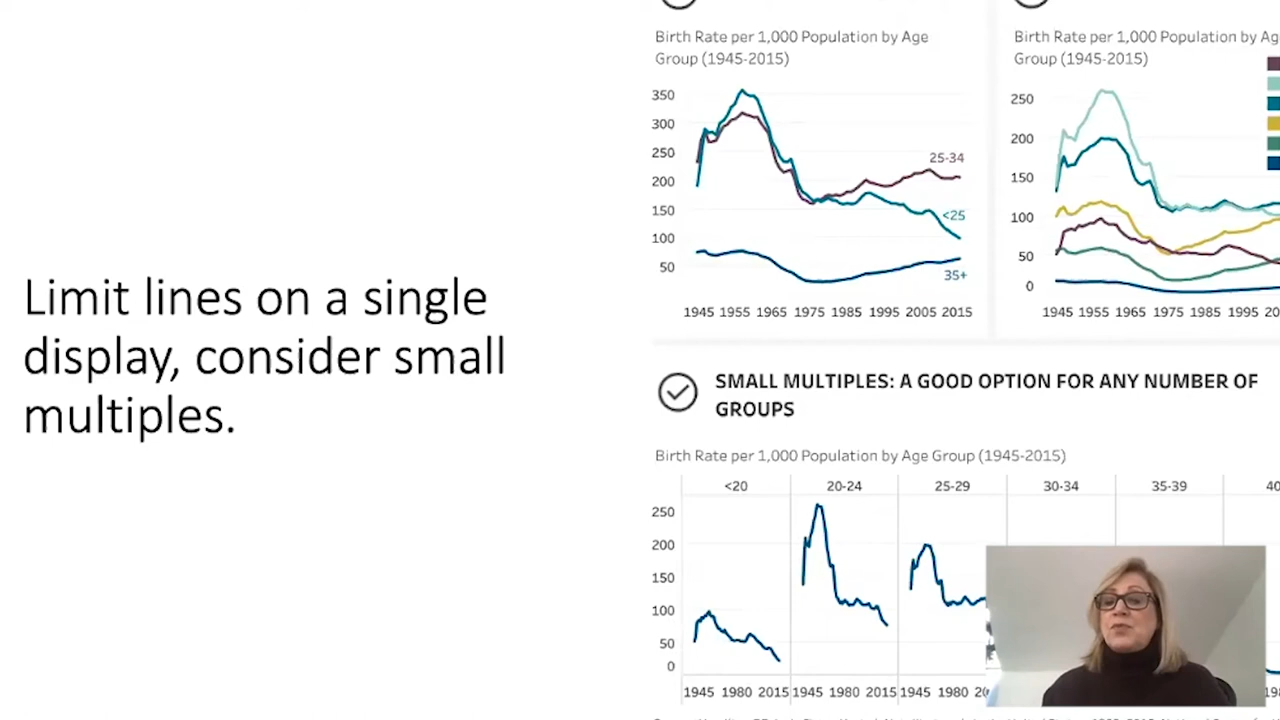 Limit lines on a single
display, consider small
multiples.
Birth Rate per 1,000 Population by Age
Group (1945-2015)
350
300
250
200
150
100
50
25-34
<25
35+
1945 1955 1965 1975 1985 1995 2005 2015
Birth Rate per 1,000 Population by Ag
Group (1945-2015)
250
200
150
100
50
0
1945 1955 1965 1975 1985 1995 20
SMALL MULTIPLES: A GOOD OPTION FOR ANY NUMBER OF
GROUPS
Birth Rate per 1,000 Population by Age Group (1945-2015)
<20 20-24 25-29 30-34 35-39 40
250
200
150
100
50
0
1945 1980 2015 1945 1980 2015 1945 1980 20